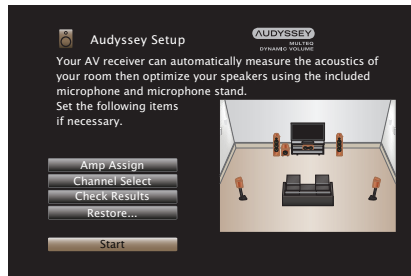 Audyssey Setup
AUDYSSEY
MULTEQ
DYNAMIC VOLUME
Your AV receiver can automatically measure the acoustics of
your room then optimize your speakers using the included
microphone and microphone stand.
Set the following items
if necessary.
Amp Assign
Channel Select
Check Results
Restore...
Start